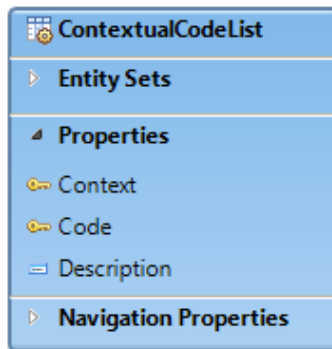 ContextualCodeList
Entity Sets
Properties
Context
Code
Description
Navigation Properties